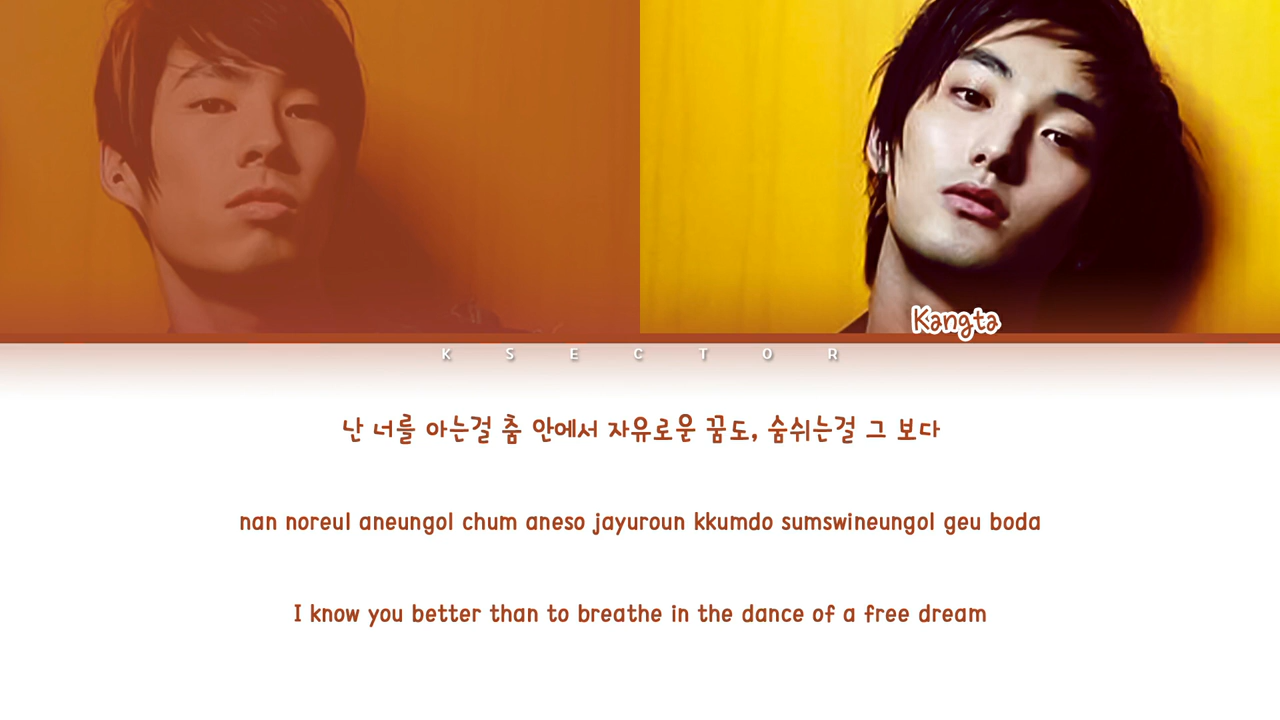 Kangta
K S E C T O R
난 너를 아는걸 춤 안에서 자유로운 꿈도, 숨쉬는걸 그 보다
nan noreul aneungol chum aneso jayuroun kkumdo sumswineungol geu boda
I know you better than to breathe in the dance of a free dream